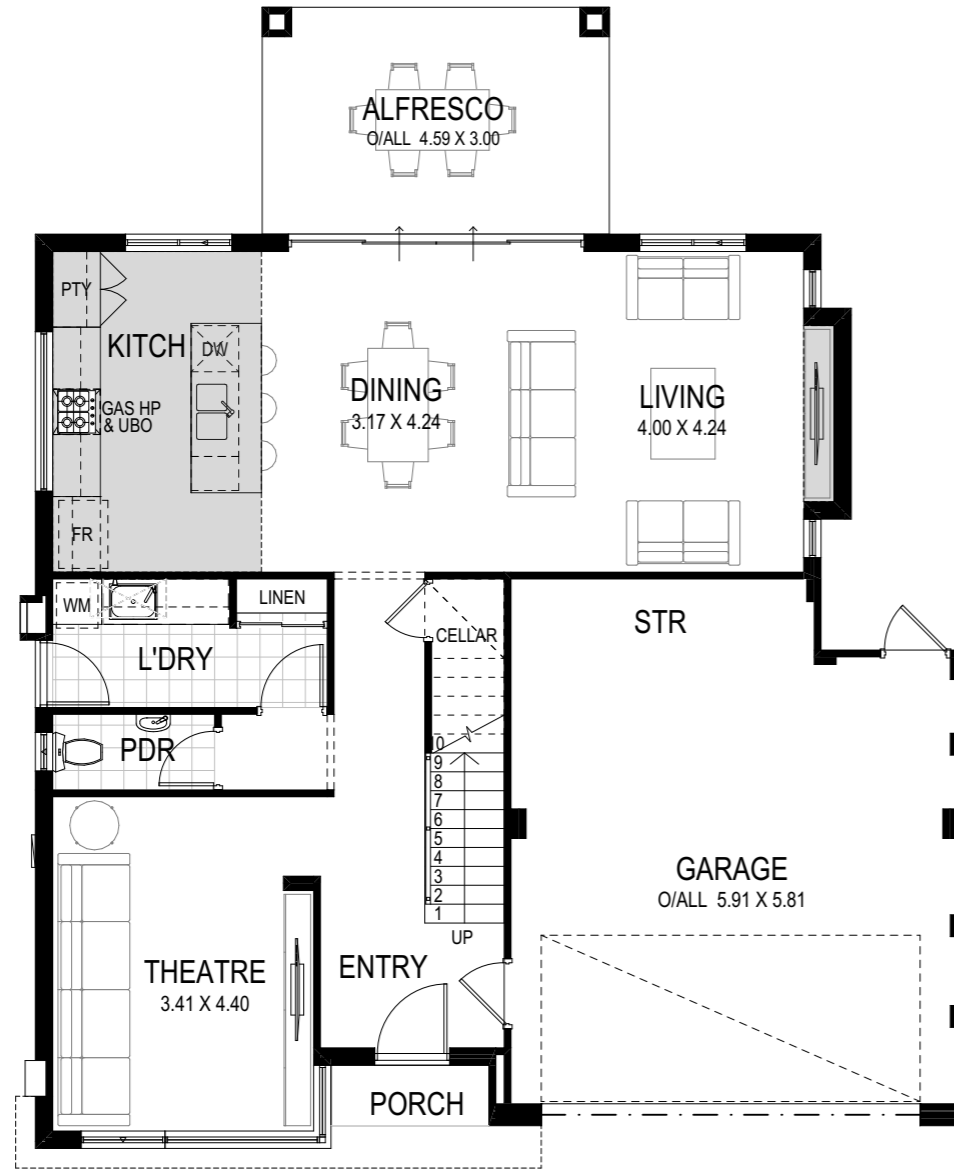 ALFRESCO
O/ALL 4.59 X 3.00
PTY
KITCH
DW
GAS HP
& UBO
FR
DINING
3.17 X 4.24
LIVING
4.00 X 4.24
WM
LINEN
L'DRY
CELLAR
STR
PDR
10
9
8
7
6
5
4
3
2
1
UP
GARAGE
O/ALL 5.91 X 5.81
THEATRE
3.41 X 4.40
ENTRY
PORCH